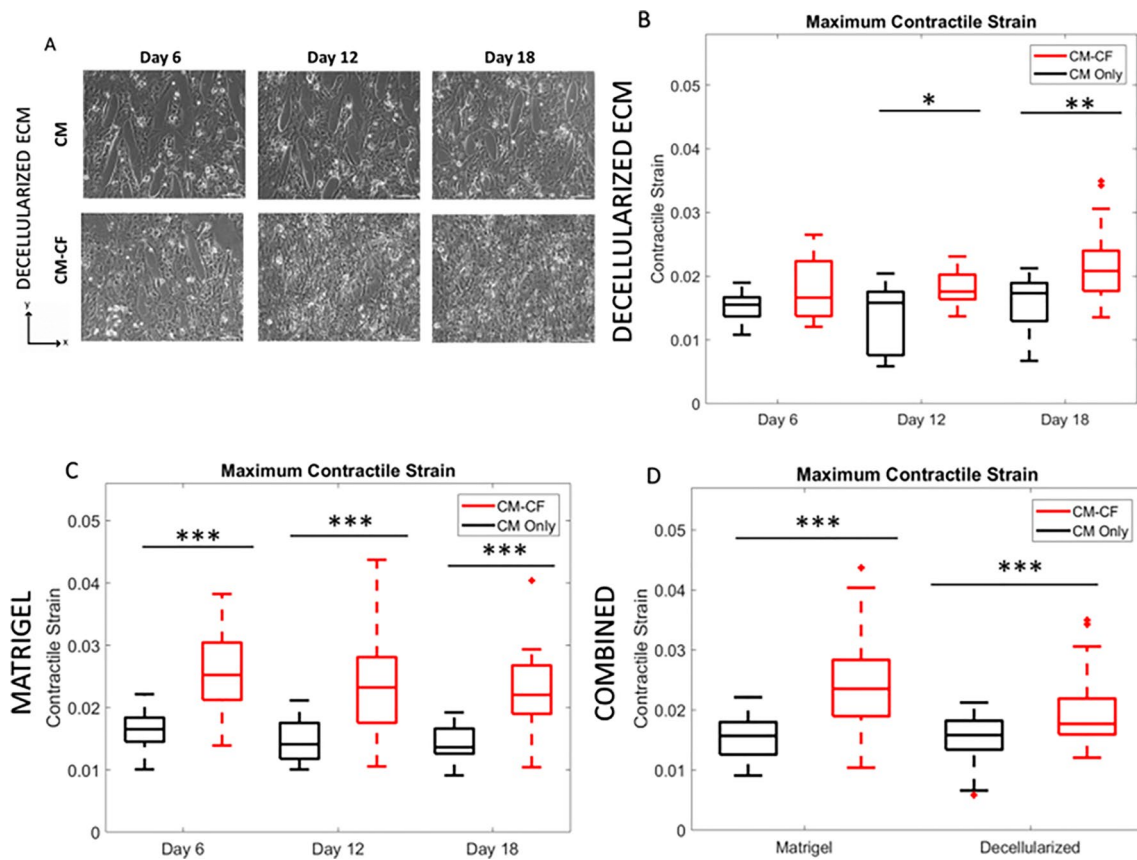 A
Day 6
Day 12
Day 18
DECELLULARIZED ECM
CM
CM-CF
Y
x
B
Maximum Contractile Strain
DECELLULARIZED ECM
Contractile Strain
CM-CF
CM Only
0.05
0.04
0.03
0.02
0.01
0
*
**
Day 6
Day 12
Day 18
C
Maximum Contractile Strain
MATRIGEL
Contractile Strain
CM-CF
CM Only
0.05
0.04
0.03
0.02
0.01
0
***
***
***
Day 6
Day 12
Day 18
D
Maximum Contractile Strain
COMBINED
Contractile Strain
CM-CF
CM Only
0.05
0.04
0.03
0.02
0.01
0
***
***
Matrigel
Decellularized